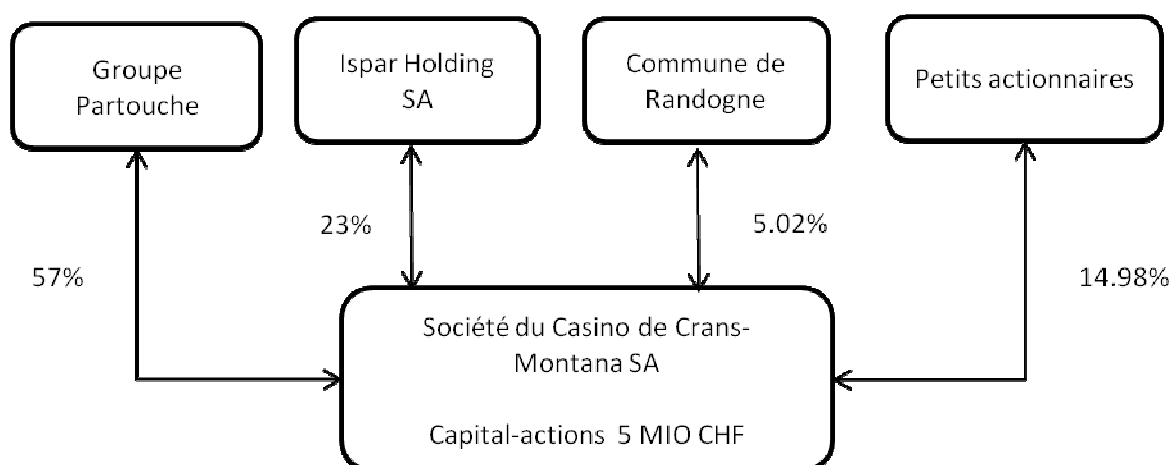 Groupe
Partouche
Ispar Holding
SA
Commune de
Randogne
Petits actionnaires
57%
23%
5.02%
14.98%
Société du Casino de Crans-
Montana SA
Capital-actions 5 MIO CHF